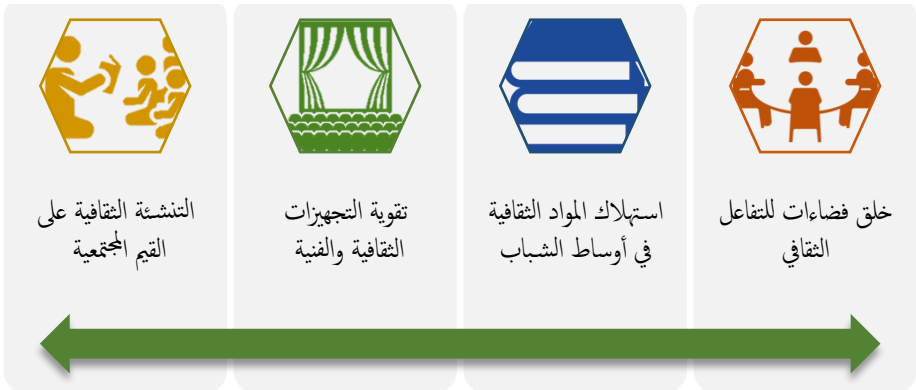 خلق فضاءات للتفاعل
الثقافي
استهلاك المواد الثقافية
في أوساط الشباب
تقوية التجهيزات
الثقافية والفنية
التنشئة الثقافية على
القيم المجتمعية